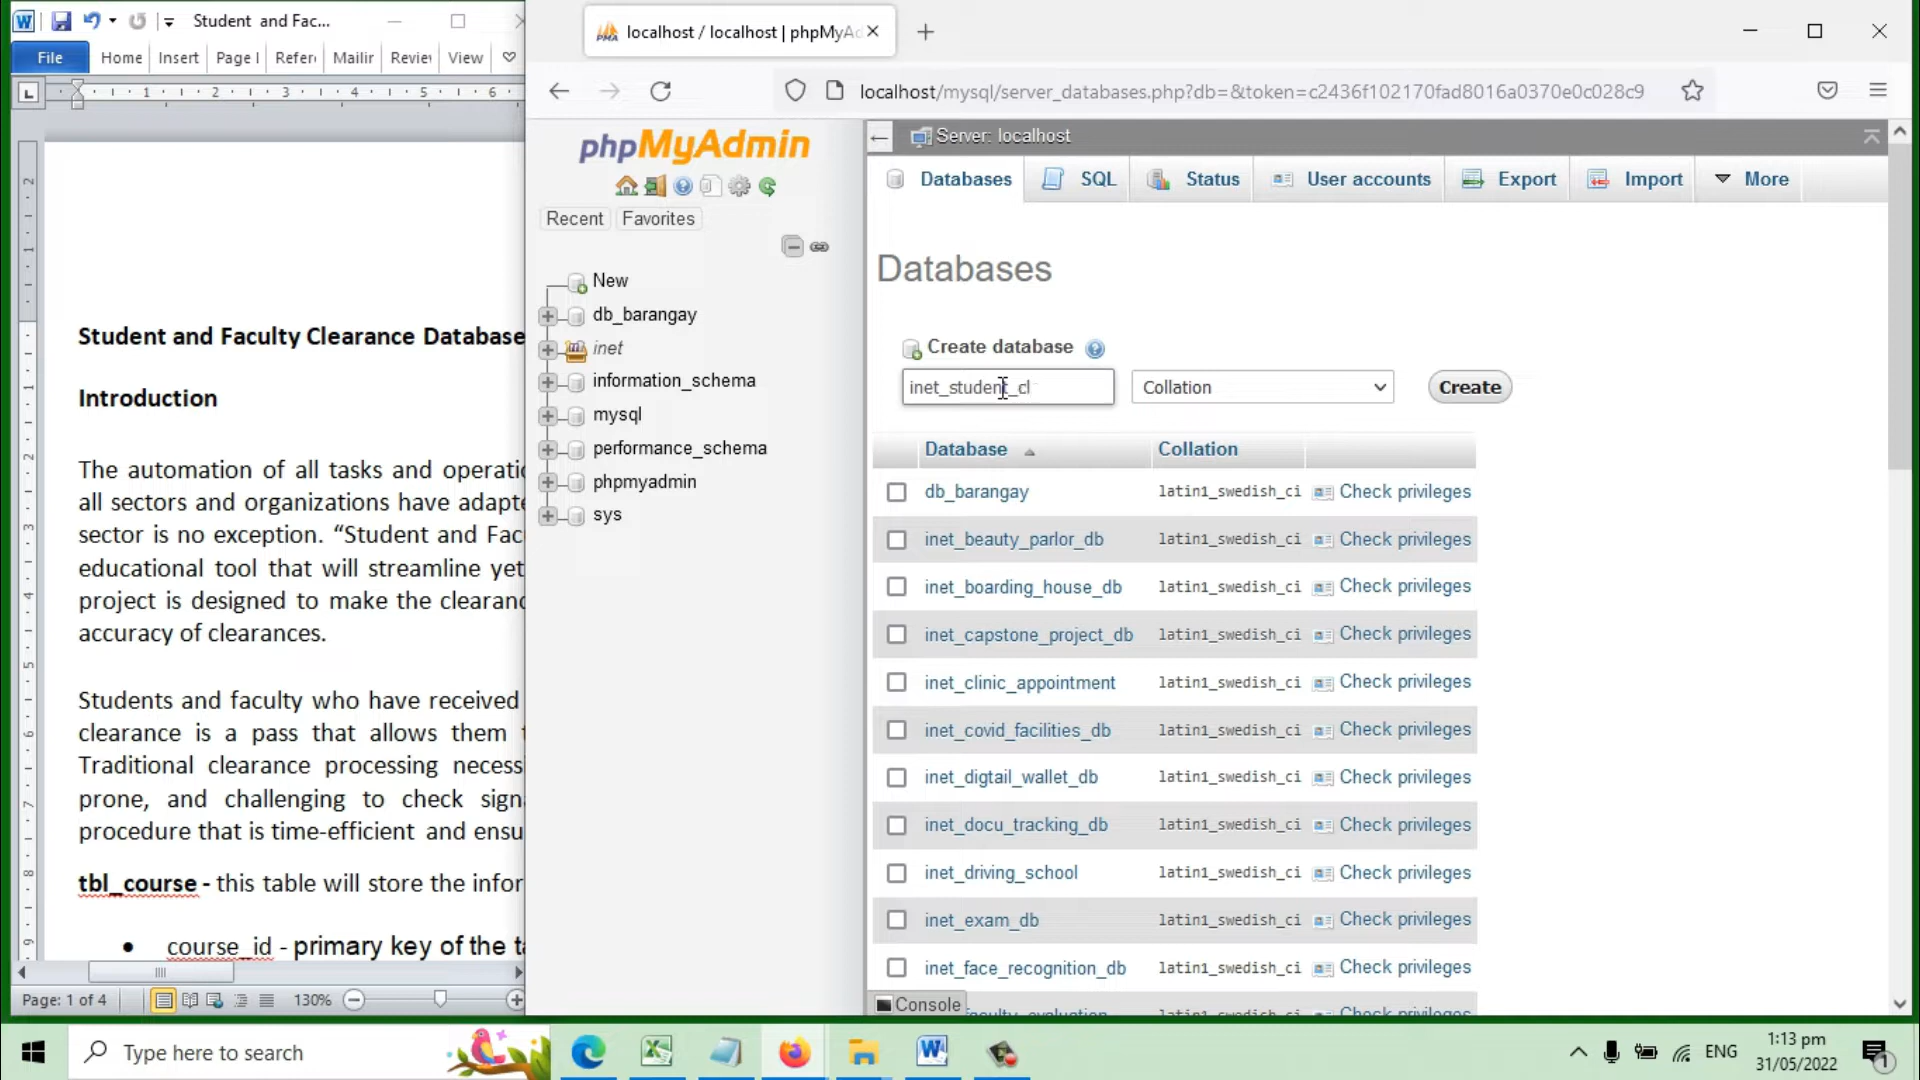 Student and Fac...
File
Home
Insert
Page l
Refer
Mailir
Revie
View
1 2 3 4 5 6
Student and Faculty Clearance Database
Introduction
The automation of all tasks and operatio
all sectors and organizations have adapte
sector is no exception. “Student and Fac
educational tool that will streamline yet
project is designed to make the clearanc
accuracy of clearances.
Students and faculty who have received
clearance is a pass that allows them t
Traditional clearance processing necess
prone, and challenging to check sign
procedure that is time-efficient and ensu
tbl_course - this table will store the infor
• course_id - primary key of the ta
Page: 1 of 4
130%
localhost / localhost | phpMyAd
localhost/mysql/server_databases.php?db=&token=c2436f102170fad8016a0370e0c028c9
phpMyAdmin
Recent
Favorites
New
db_barangay
inet
information_schema
mysql
performance_schema
phpmyadmin
sys
Server: localhost
Databases
SQL
Status
User accounts
Export
Import
More
Databases
Create database
inet_student_cl
Collation
Create
Database
Collation
db_barangay latin1_swedish_ci Check privileges
inet_beauty_parlor_db latin1_swedish_ci Check privileges
inet_boarding_house_db latin1_swedish_ci Check privileges
inet_capstone_project_db latin1_swedish_ci Check privileges
inet_clinic_appointment latin1_swedish_ci Check privileges
inet_covid_facilities_db latin1_swedish_ci Check privileges
inet_digtail_wallet_db latin1_swedish_ci Check privileges
inet_docu_tracking_db latin1_swedish_ci Check privileges
inet_driving_school latin1_swedish_ci Check privileges
inet_exam_db latin1_swedish_ci Check privileges
inet_face_recognition_db latin1_swedish_ci Check privileges
Console
Type here to search
ENG
1:13 pm
31/05/2022
1